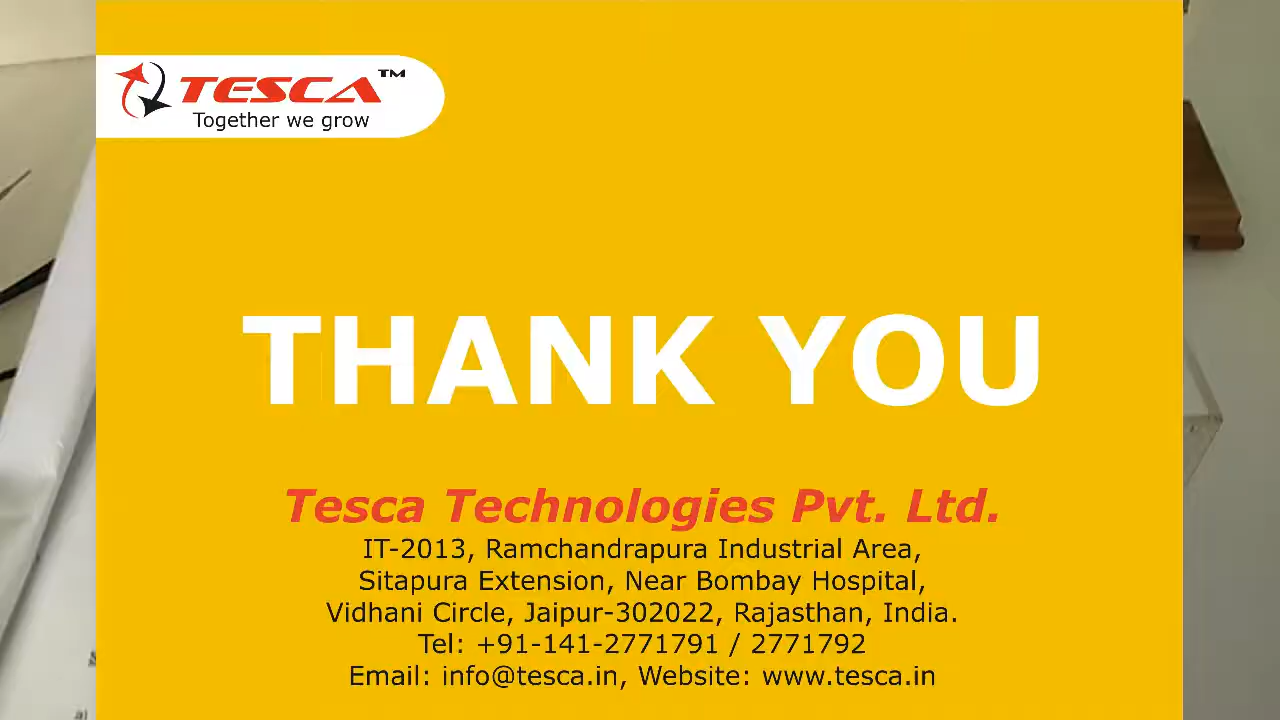 TESCA™
Together we grow
THANK YOU
Tesca Technologies Pvt. Ltd.
IT-2013, Ramchandrapura Industrial Area,
Sitapura Extension, Near Bombay Hospital,
Vidhani Circle, Jaipur-302022, Rajasthan, India.
Tel: +91-141-2771791 / 2771792
Email: info@tesca.in, Website: www.tesca.in
a)